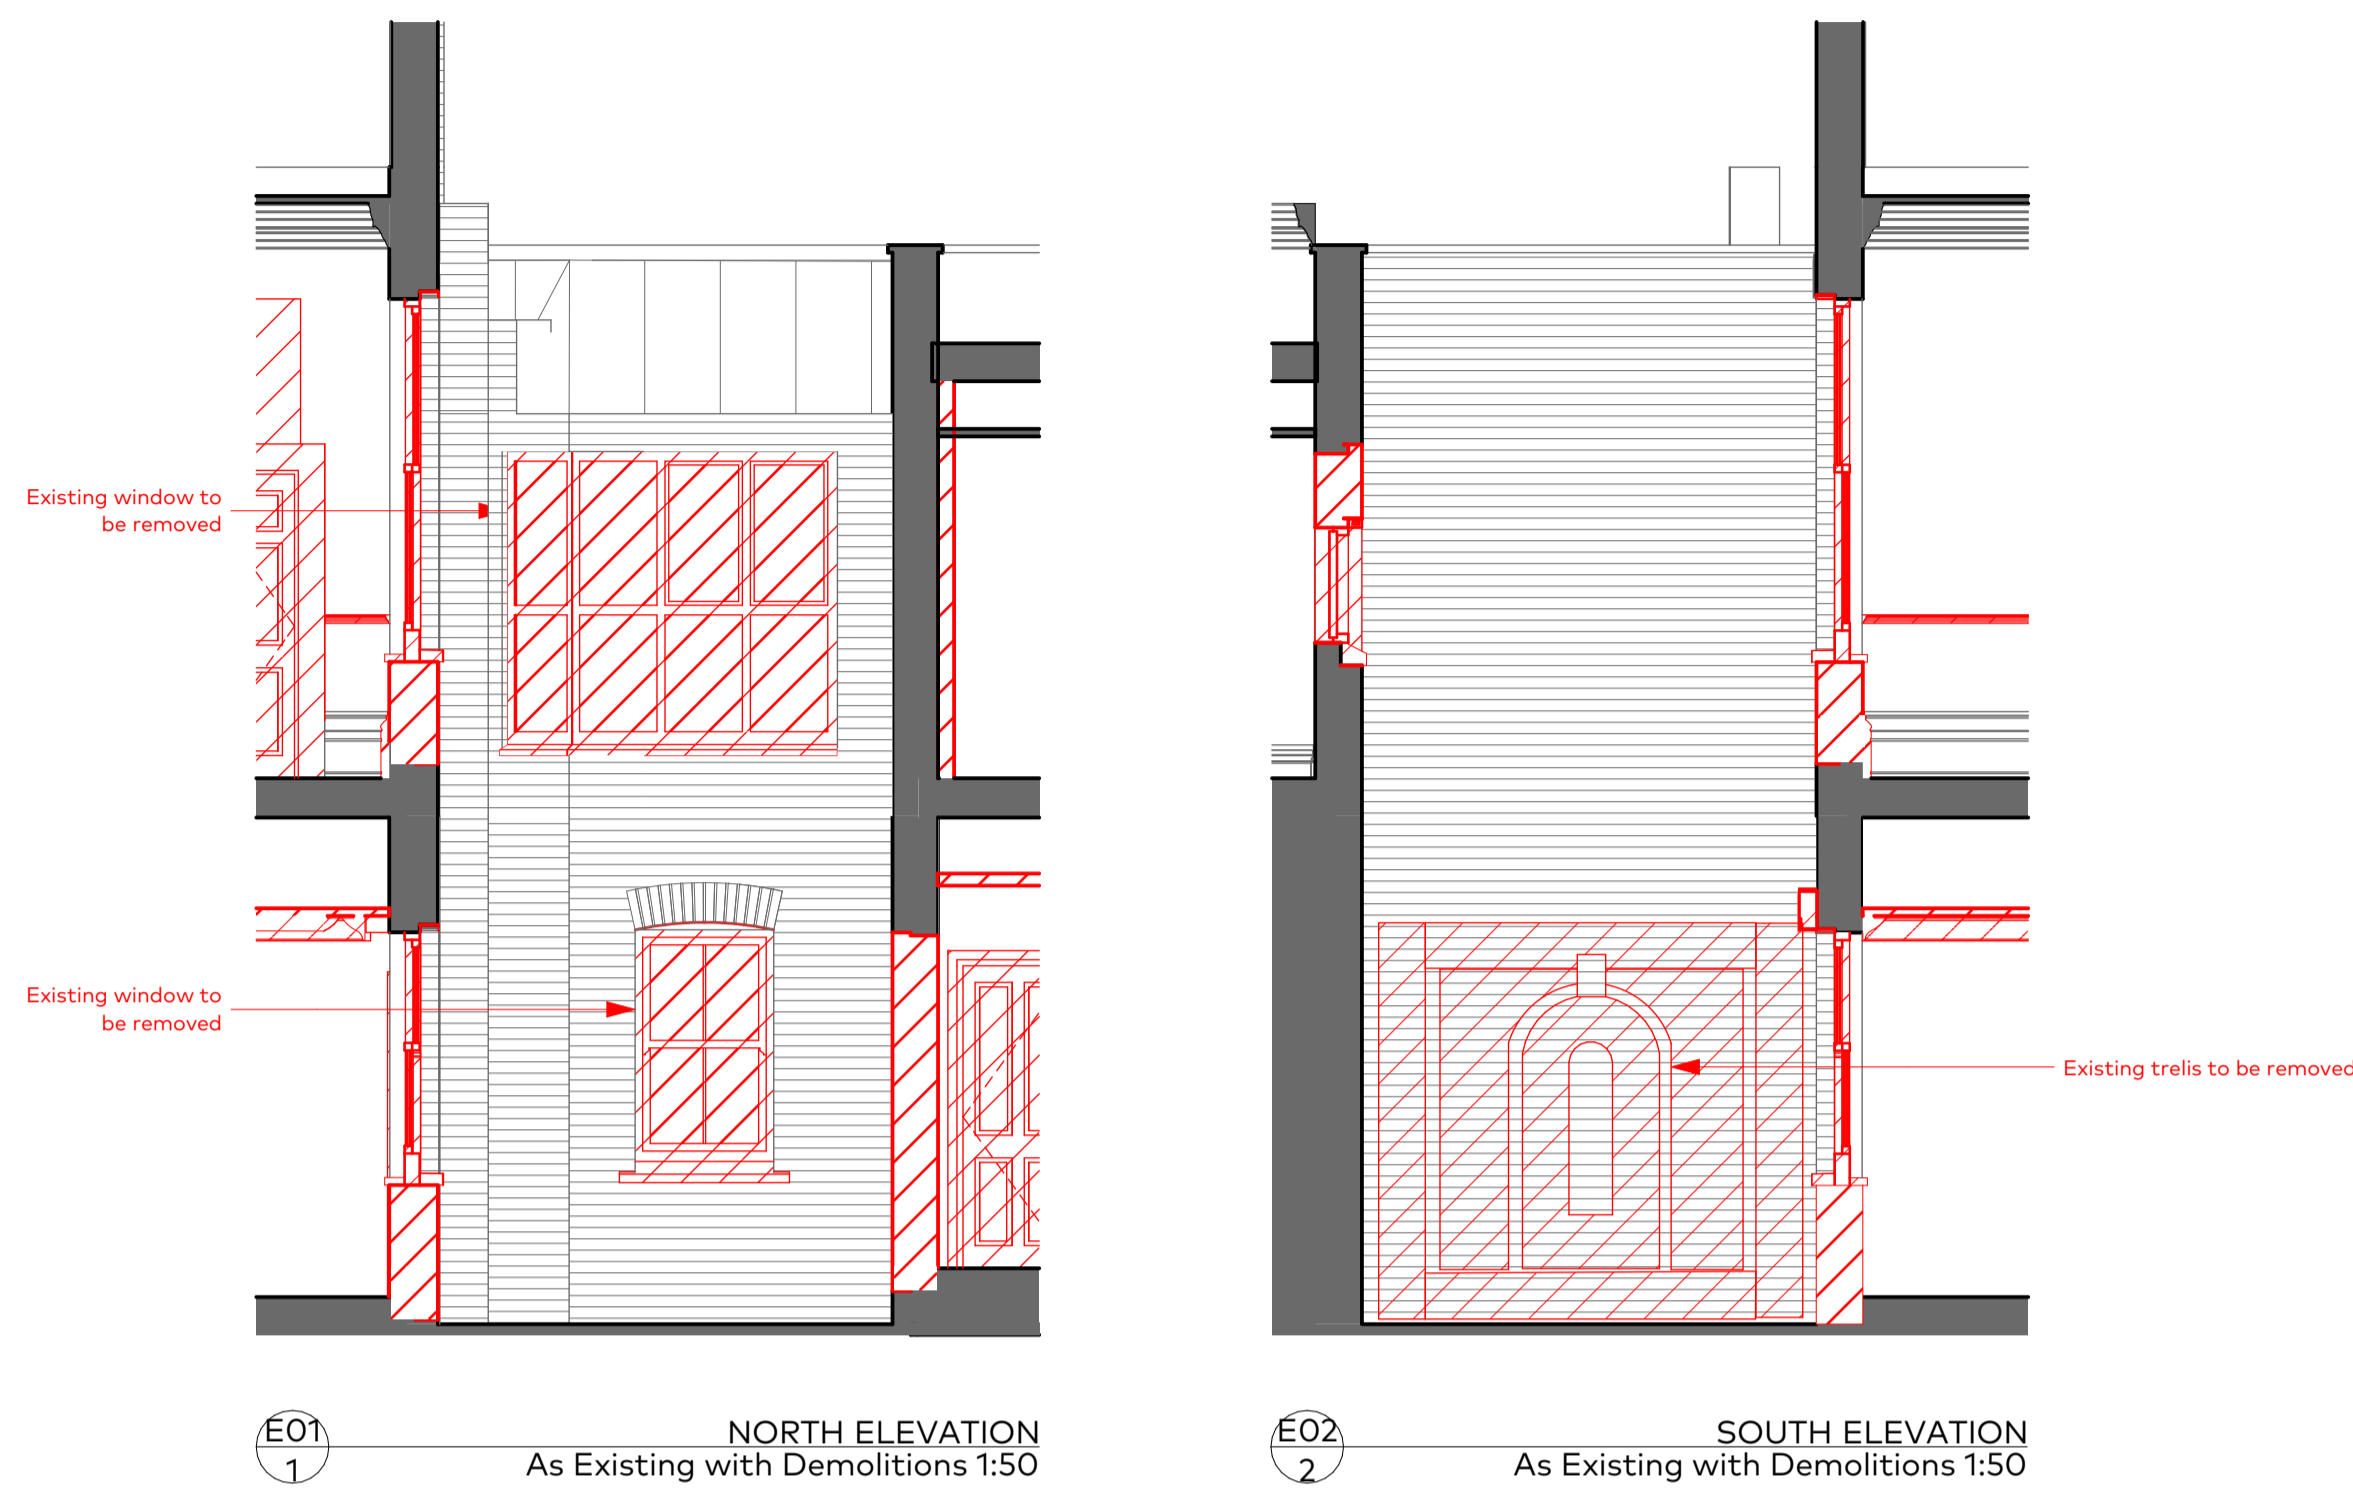 Existing window to
be removed
Existing window to
be removed
Existing trelis to be removed
E01
1
NORTH ELEVATION
As Existing with Demolitions 1:50
E02
2
SOUTH ELEVATION
As Existing with Demolitions 1:50